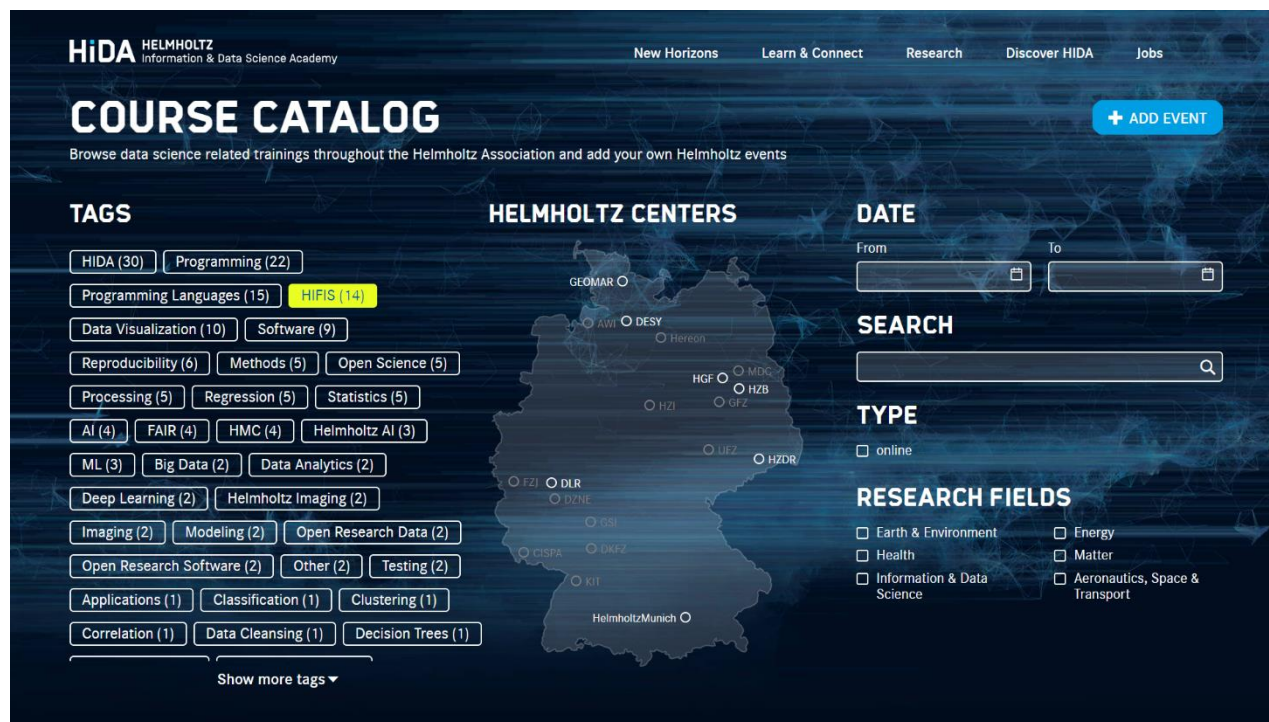 HiDA HELMHOLTZ
Information & Data Science Academy
New Horizons Learn & Connect Research Discover HIDA Jobs
COURSE CATALOG
+ ADD EVENT
Browse data science related trainings throughout the Helmholtz Association and add your own Helmholtz events
TAGS
HIDA (30) Programming (22)
Programming Languages (15) HIFIS (14)
Data Visualization (10) Software (9)
Reproducibility (6) Methods (5) Open Science (5)
Processing (5) Regression (5) Statistics (5)
AI (4) FAIR (4) HMC (4) Helmholtz AI (3)
ML (3) Big Data (2) Data Analytics (2)
Deep Learning (2) Helmholtz Imaging (2)
Imaging (2) Modeling (2) Open Research Data (2)
Open Research Software (2) Other (2) Testing (2)
Applications (1) Classification (1) Clustering (1)
Correlation (1) Data Cleansing (1) Decision Trees (1)
Show more tags
HELMHOLTZ CENTERS
GEOMAR
AWI DESY
Hereon
MDC
HGF
HZB
HZI GFZ
UFZ
HZDR
FZJ DLR
DZNE
GSI
CISPA DKFZ
KIT
HelmholtzMunich
DATE
From To
SEARCH
TYPE
online
RESEARCH FIELDS
Earth & Environment Energy
Health Matter
Information & Data Aeronautics, Space &
Science Transport